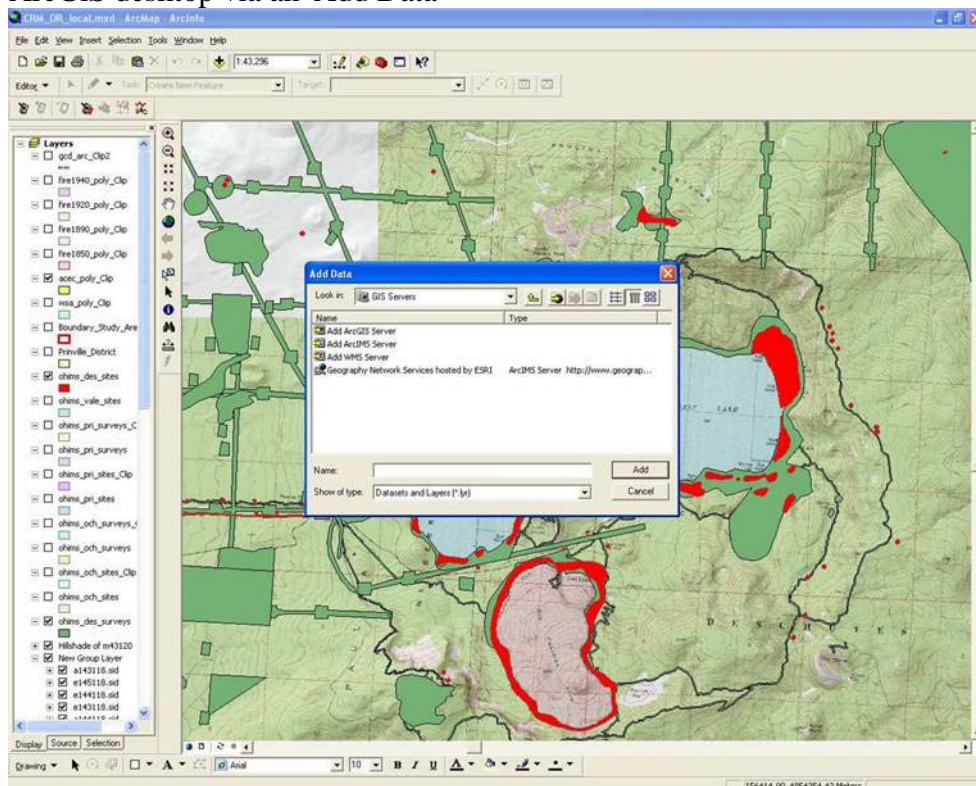 ArcGIS desktop via an "Add Data"
CRM_OR_local.mxd - ArcMap - ArcInfo
File Edit View Insert Selection Tools Window Help
1:43,296
Editor Task: Create New Feature Target:
Layers
gcd_arc_Clip2
fire1940_poly_Clip
fire1920_poly_Clip
fire1890_poly_Clip
fire1850_poly_Clip
acec_poly_Clip
wsa_poly_Clip
Boundary_Study_Are
Prinville_District
ohims_des_sites
ohims_vale_sites
ohims_pri_surveys_C
ohims_pri_surveys
ohims_pri_sites_Clip
ohims_pri_sites
ohims_och_surveys_
ohims_och_surveys
ohims_och_sites_Clip
ohims_och_sites
ohims_des_surveys
Hillshade of m43120
New Group Layer
a143118.sid
e145118.sid
e144118.sid
e143118.sid
a144118.sid
Add Data
Look in: GIS Servers
Name Type
Add ArcGIS Server
Add ArcIMS Server
Add WMS Server
Geography Network Services hosted by ESRI ArcIMS Server http://www.geograp...
Name: Add
Show of type: Datasets and Layers (*.lyr) Cancel
LAKE
D E S C H U T E S
Display Source Selection
Drawing A Arial 10 B I U A